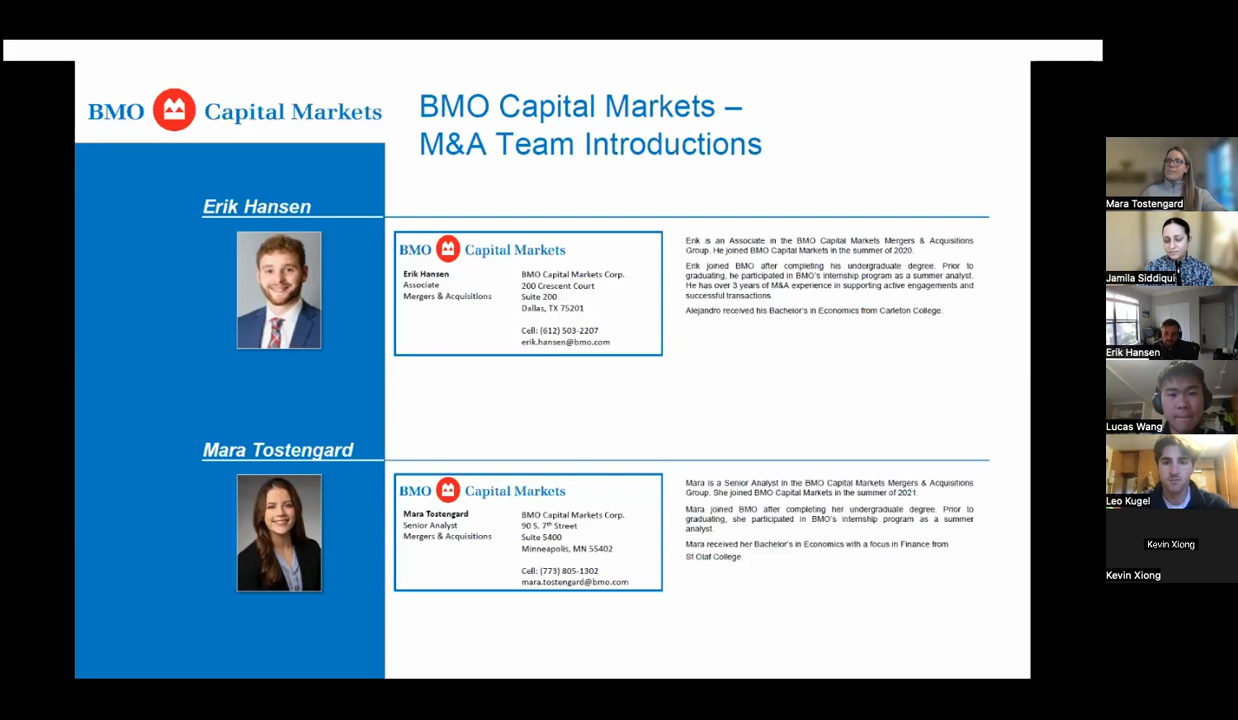 BMO Capital Markets
BMO Capital Markets –
M&A Team Introductions
Erik Hansen
BMO Capital Markets
Erik Hansen
Associate
Mergers & Acquisitions
BMO Capital Markets Corp.
200 Crescent Court
Suite 200
Dallas, TX 75201
Cell: (612) 503-2207
erik.hansen@bmo.com
Erik is an Associate in the BMO Capital Markets Mergers & Acquisitions
Group. He joined BMO Capital Markets in the summer of 2020.
Erik joined BMO after completing his undergraduate degree. Prior to
graduating, he participated in BMO's internship program as a summer analyst.
He has over 3 years of M&A experience in supporting active engagements and
successful transactions.
Alejandro received his Bachelor's in Economics from Carleton College.
Mara Tostengard
BMO Capital Markets
Mara Tostengard
Senior Analyst
Mergers & Acquisitions
BMO Capital Markets Corp.
90 S. 7th Street
Suite 5400
Minneapolis, MN 55402
Cell: (773) 805-1302
mara.tostengard@bmo.com
Mara is a Senior Analyst in the BMO Capital Markets Mergers & Acquisitions
Group. She joined BMO Capital Markets in the summer of 2021.
Mara joined BMO after completing her undergraduate degree. Prior to
graduating, she participated in BMO's internship program as a summer
analyst.
Mara received her Bachelor's in Economics with a focus in Finance from
St Olaf College.
Mara Tostengard
Jamila Siddiqui
Erik Hansen
Lucas Wang
Leo Kugel
Kevin Xiong
Kevin Xiong